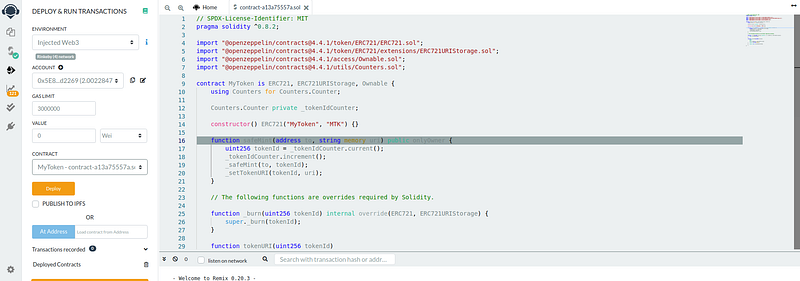 DEPLOY & RUN TRANSACTIONS
ENVIRONMENT
Injected Web3
ACCOUNT
0x5E8...d2269 (2.0022847
GAS LIMIT
3000000
VALUE
0
Wei
CONTRACT
MyToken - contract-a13a75557a.so
Deploy
PUBLISH TO IPFS
OR
At Address
Load contract from Address
Transactions recorded 0
Deployed Contracts
Home
contract-a13a75557a.sol
1 // SPDX-License-Identifier: MIT
2 pragma solidity ^0.8.2;
3
4 import "@openzeppelin/contracts@4.4.1/token/ERC721/ERC721.sol";
5 import "@openzeppelin/contracts@4.4.1/token/ERC721/extensions/ERC721URIStorage.sol";
6 import "@openzeppelin/contracts@4.4.1/access/Ownable.sol";
7 import "@openzeppelin/contracts@4.4.1/utils/Counters.sol";
8
9 contract MyToken is ERC721, ERC721URIStorage, Ownable {
10 using Counters for Counters.Counter;
11
12 Counters.Counter private _tokenIdCounter;
13
14 constructor() ERC721("MyToken", "MTK") {}
15
16 function safeMint(address to, string memory uri) public onlyOwner {
17 uint256 tokenId = _tokenIdCounter.current();
18 _tokenIdCounter.increment();
19 _safeMint(to, tokenId);
20 _setTokenURI(tokenId, uri);
21 }
22
23 // The following functions are overrides required by Solidity.
24
25 function _burn(uint256 tokenId) internal override(ERC721, ERC721URIStorage) {
26 super._burn(tokenId);
27 }
28
29 function tokenURI(uint256 tokenId)
0
listen on network
Search with transaction hash or addr...
- Welcome to Remix 0.20.3 -